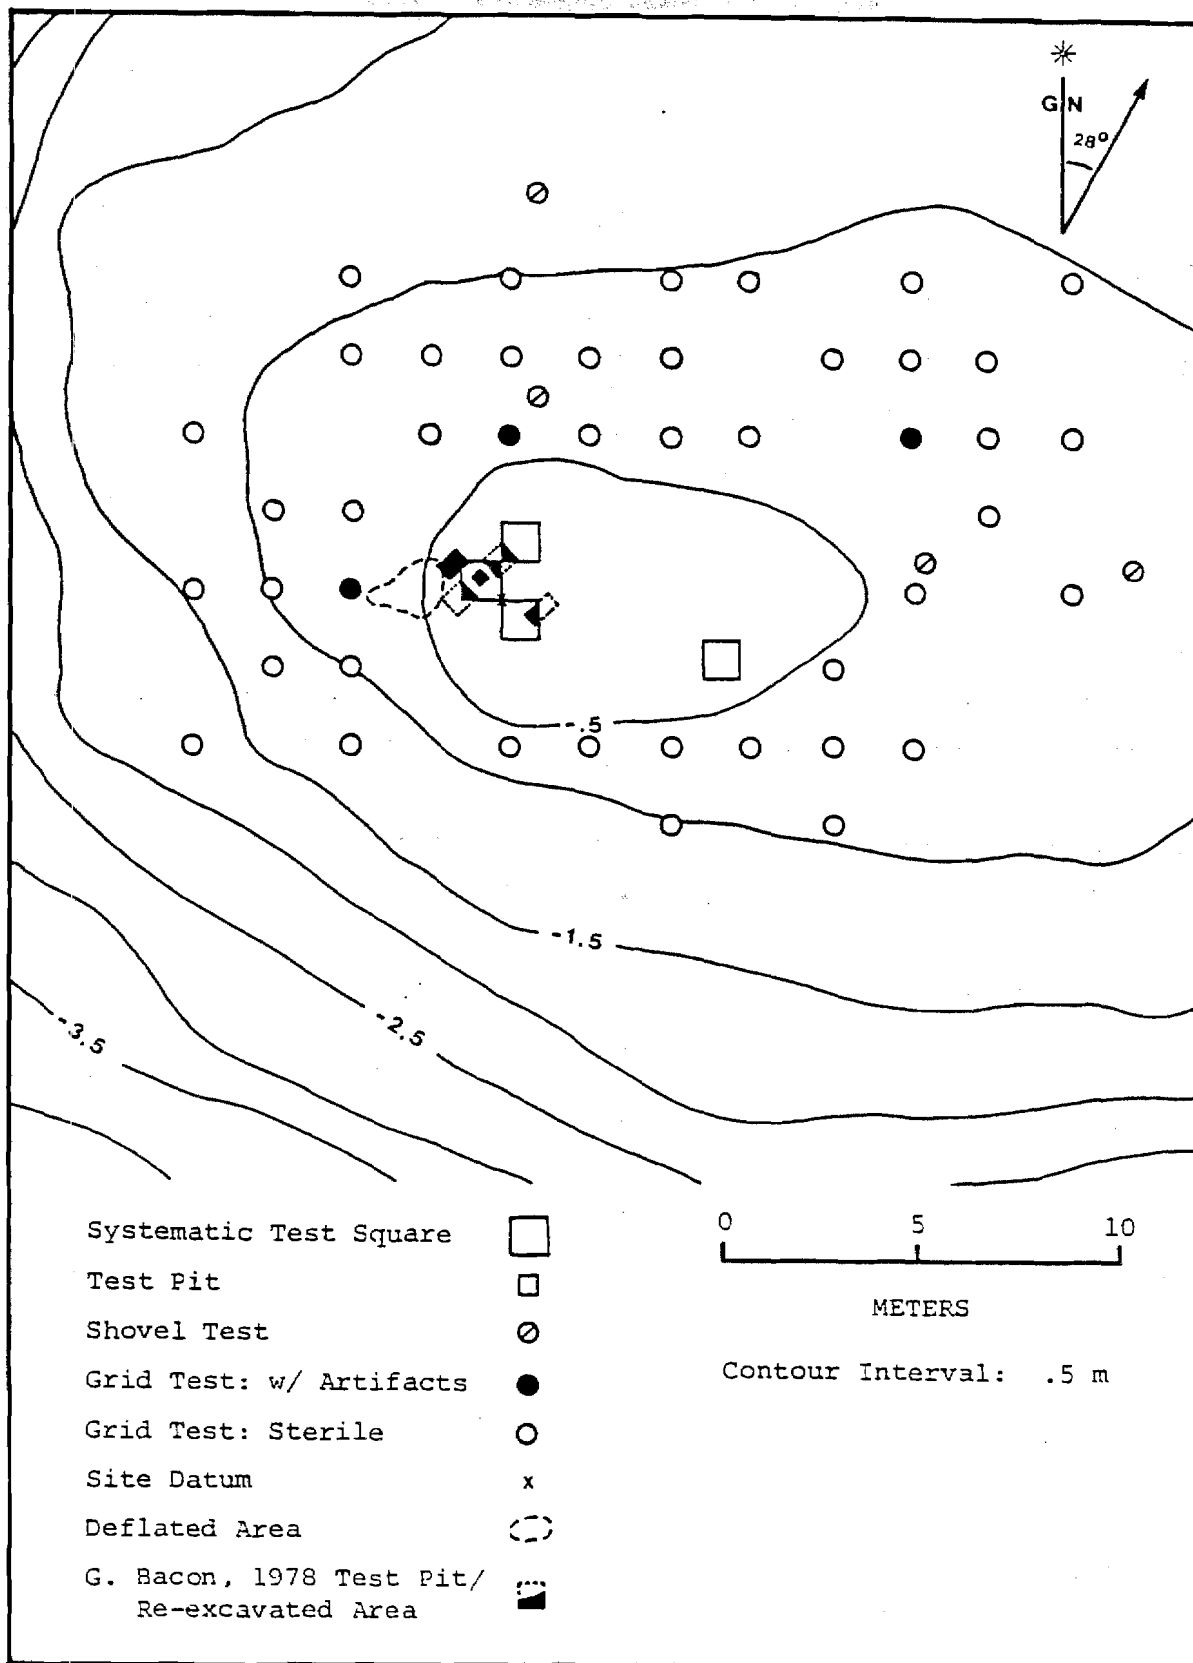 GN
28°
-.5
-1.5
-2.5
-3.5
Systematic Test Square
Test Pit
Shovel Test
Grid Test: w/ Artifacts
Grid Test: Sterile
Site Datum
x
Deflated Area
G. Bacon, 1978 Test Pit/
Re-excavated Area
0 5 10
METERS
Contour Interval: .5 m